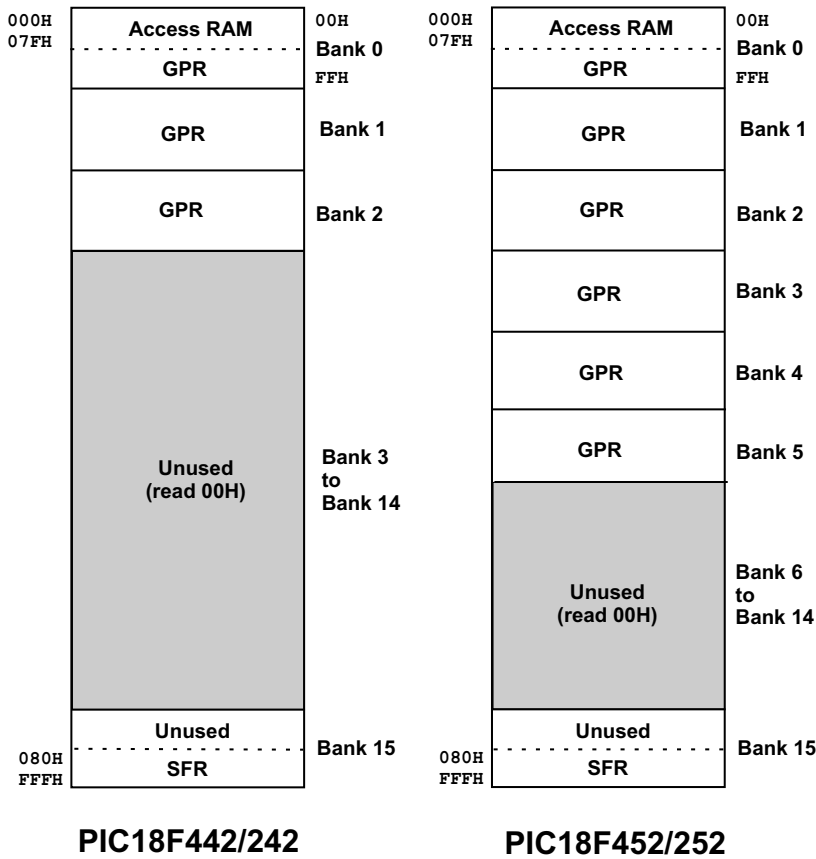 000H
07FH
Access RAM
GPR
00H
Bank 0
FFH
GPR
Bank 1
GPR
Bank 2
Unused
(read 00H)
Bank 3
to
Bank 14
Unused
080H
FFFH
SFR
Bank 15
PIC18F442/242
000H
07FH
Access RAM
GPR
00H
Bank 0
FFH
GPR
Bank 1
GPR
Bank 2
GPR
Bank 3
GPR
Bank 4
GPR
Bank 5
Unused
(read 00H)
Bank 6
to
Bank 14
Unused
080H
FFFH
SFR
Bank 15
PIC18F452/252